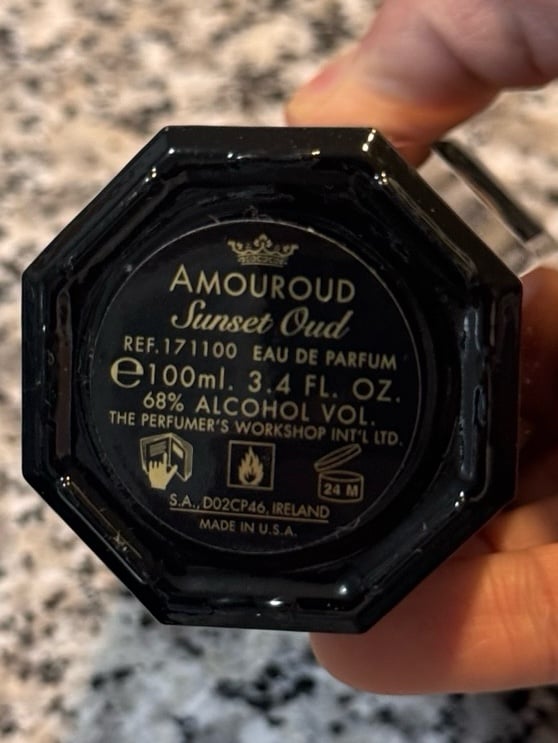 AMOUROUD
Sunset Oud
REF.171100 EAU DE PARFUM
℮100ml. 3.4 FL. OZ.
68% ALCOHOL VOL.
THE PERFUMER'S WORKSHOP INT'L LTD.
24 M
S.A., D02CP46, IRELAND
MADE IN U.S.A.